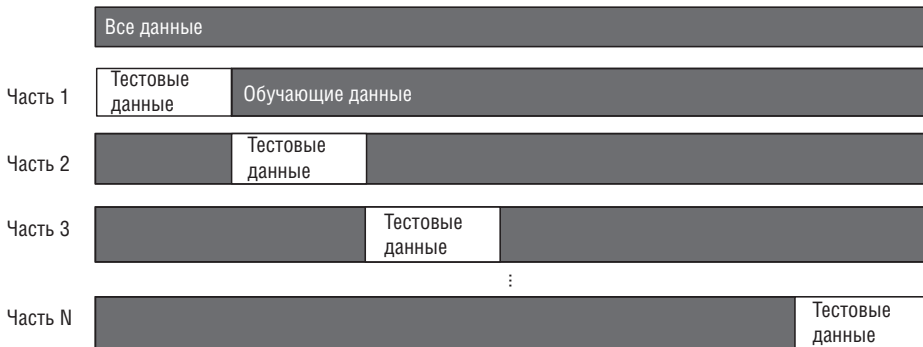 Все данные
Часть 1
Тестовые
данные
Обучающие данные
Часть 2
Тестовые
данные
Часть 3
Тестовые
данные
⋮
Часть N
Тестовые
данные